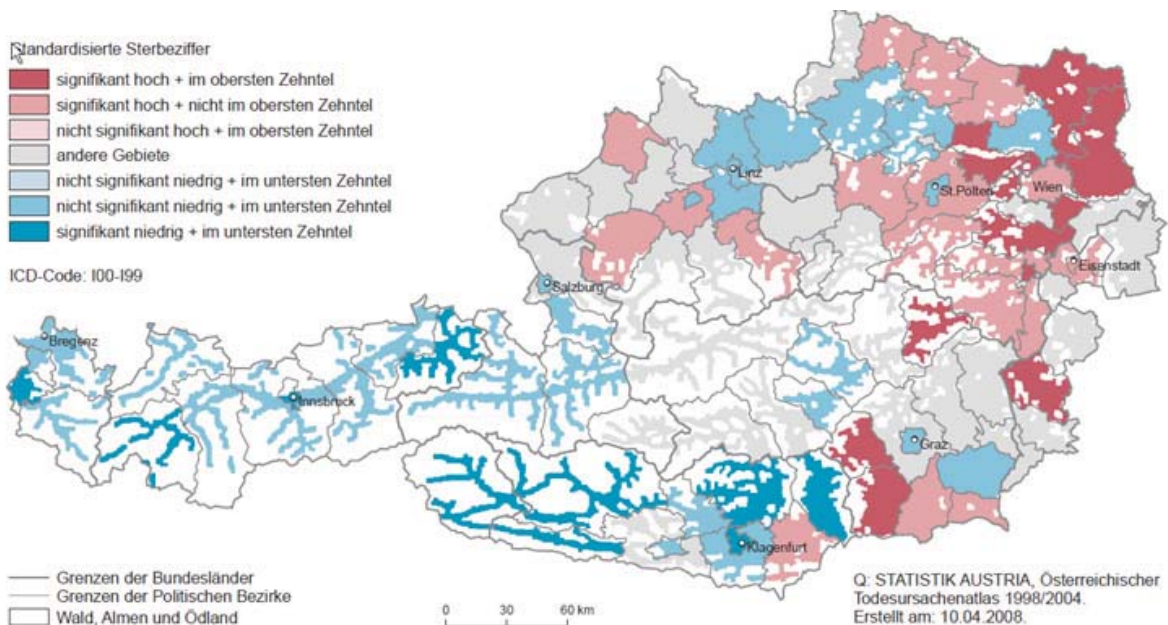 Standardisierte Sterbeziffer
signifikant hoch + im obersten Zehntel
signifikant hoch + nicht im obersten Zehntel
nicht signifikant hoch + im obersten Zehntel
andere Gebiete
nicht signifikant niedrig + im untersten Zehntel
nicht signifikant niedrig + im untersten Zehntel
signifikant niedrig + im untersten Zehntel
ICD-Code: I00-I99
Linz
St.Pölten
Wien
Eisenstadt
Salzburg
Bregenz
Innsbruck
Graz
Klagenfurt
Grenzen der Bundesländer
Grenzen der Politischen Bezirke
Wald, Almen und Ödland
0 30 60 km
Q: STATISTIK AUSTRIA, Österreichischer
Todesursachenatlas 1998/2004.
Erstellt am: 10.04.2008.